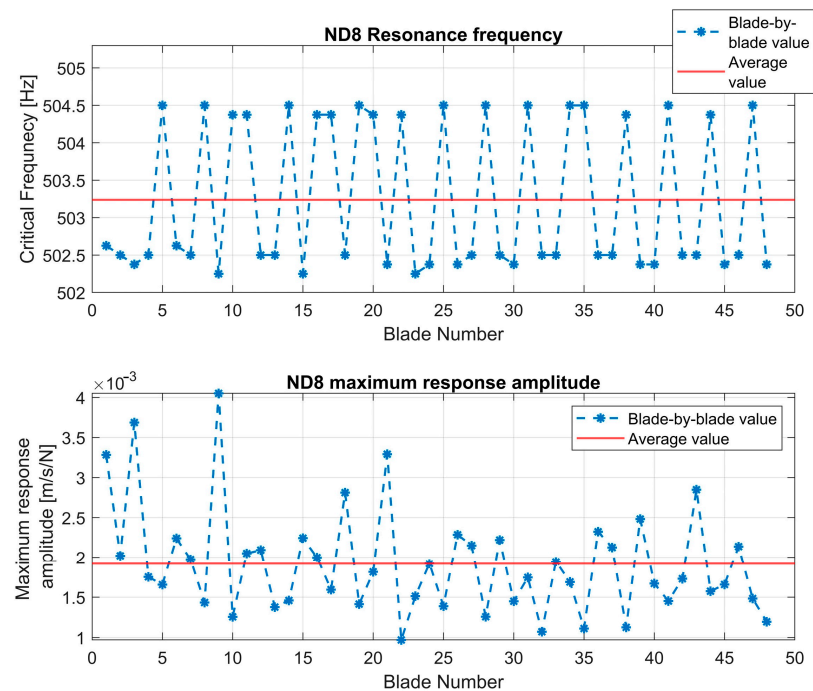 ND8 Resonance frequency
Blade-by-
blade value
Average
value
Critical Frequnecy [Hz]
505
504.5
504
503.5
503
502.5
502
0 5 10 15 20 25 30 35 40 45 50
Blade Number
ND8 maximum response amplitude
×10⁻³
Blade-by-blade value
Average value
Maximum response
amplitude [m/s/N]
4
3.5
3
2.5
2
1.5
1
0 5 10 15 20 25 30 35 40 45 50
Blade Number